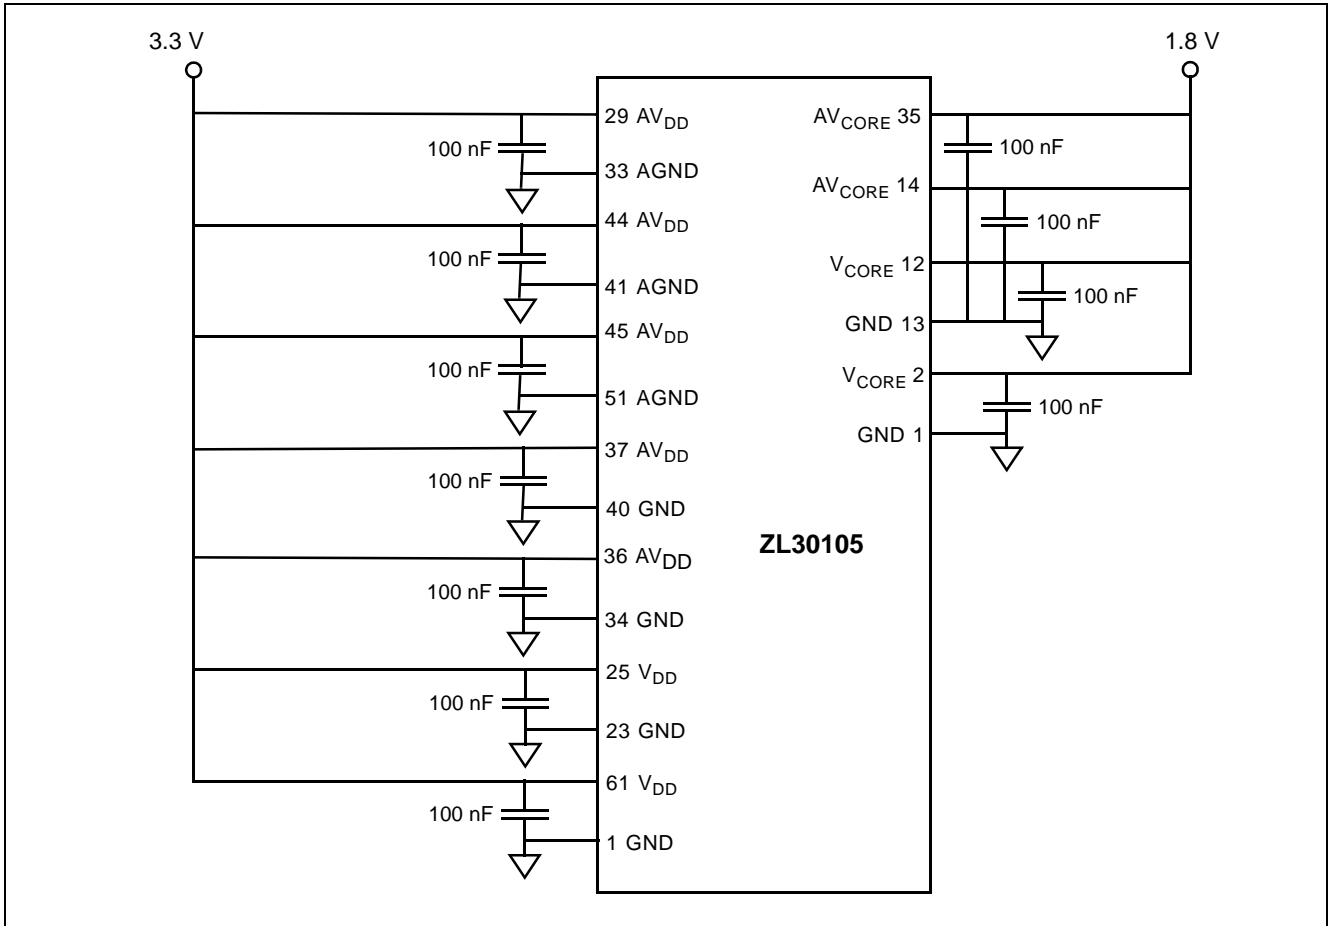 3.3 V
1.8 V
29 AVDD
100 nF
33 AGND
44 AVDD
100 nF
41 AGND
45 AVDD
100 nF
51 AGND
37 AVDD
100 nF
40 GND
36 AVDD
100 nF
34 GND
25 VDD
100 nF
23 GND
61 VDD
100 nF
1 GND
AVCORE 35
100 nF
AVCORE 14
100 nF
VCORE 12
100 nF
GND 13
VCORE 2
100 nF
GND 1
ZL30105